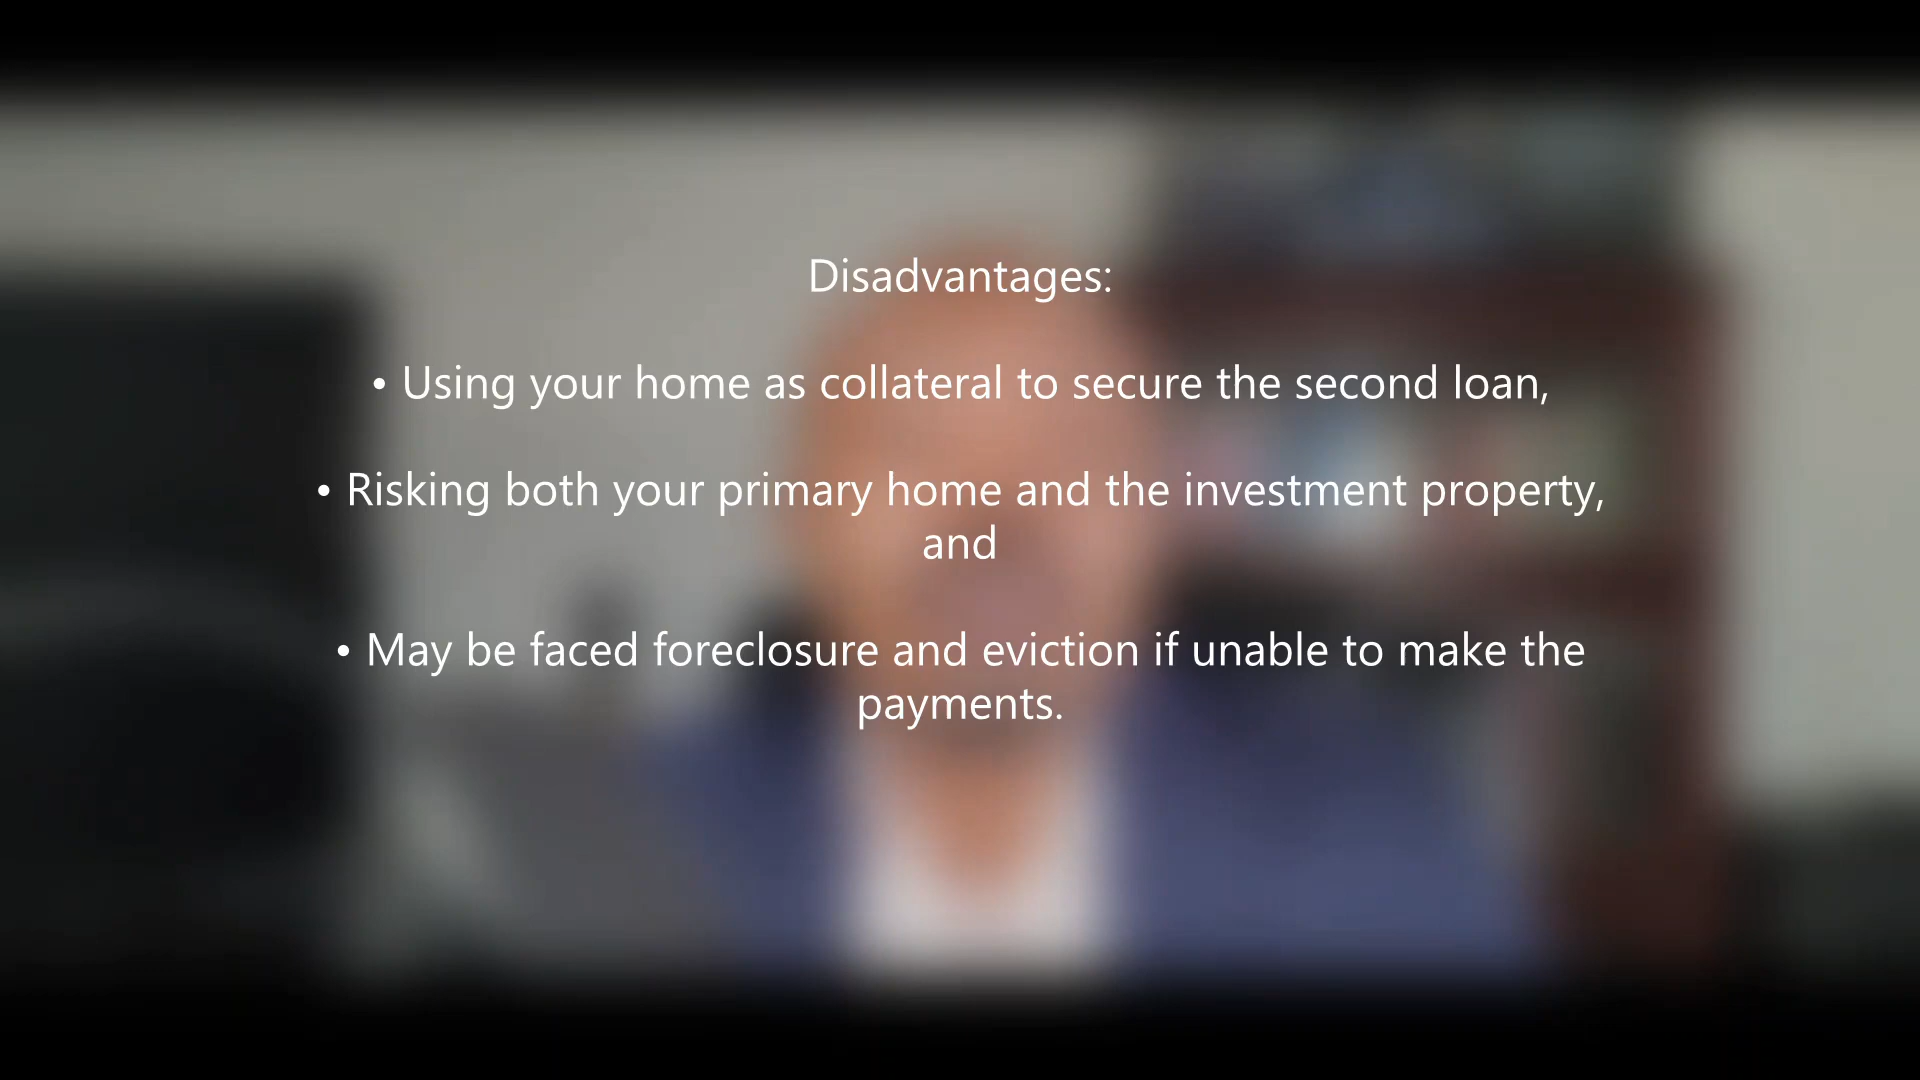 Disadvantages:
• Using your home as collateral to secure the second loan,
• Risking both your primary home and the investment property,
and
• May be faced foreclosure and eviction if unable to make the
payments.